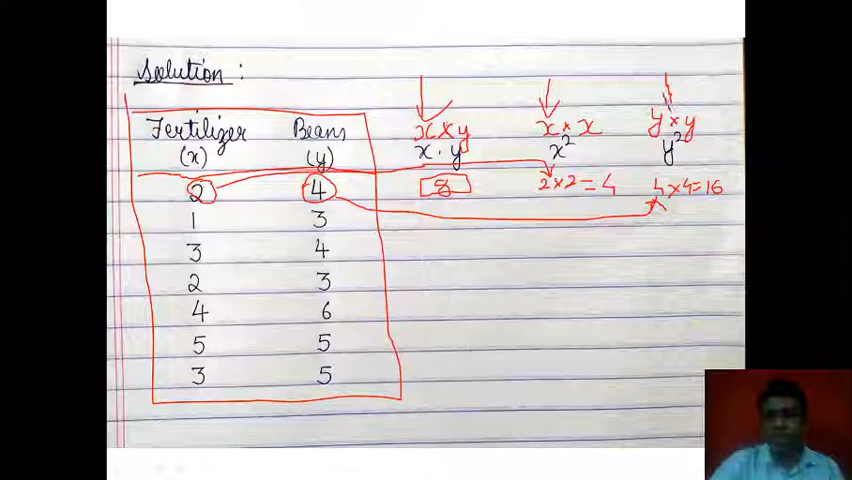 Solution :
Fertilizer Beans x × y x × x y × y
(x) (y) x · y x² y²
2 4 8 2 × 2 = 4 4 × 4 = 16
1 3
3 4
2 3
4 6
5 5
3 5